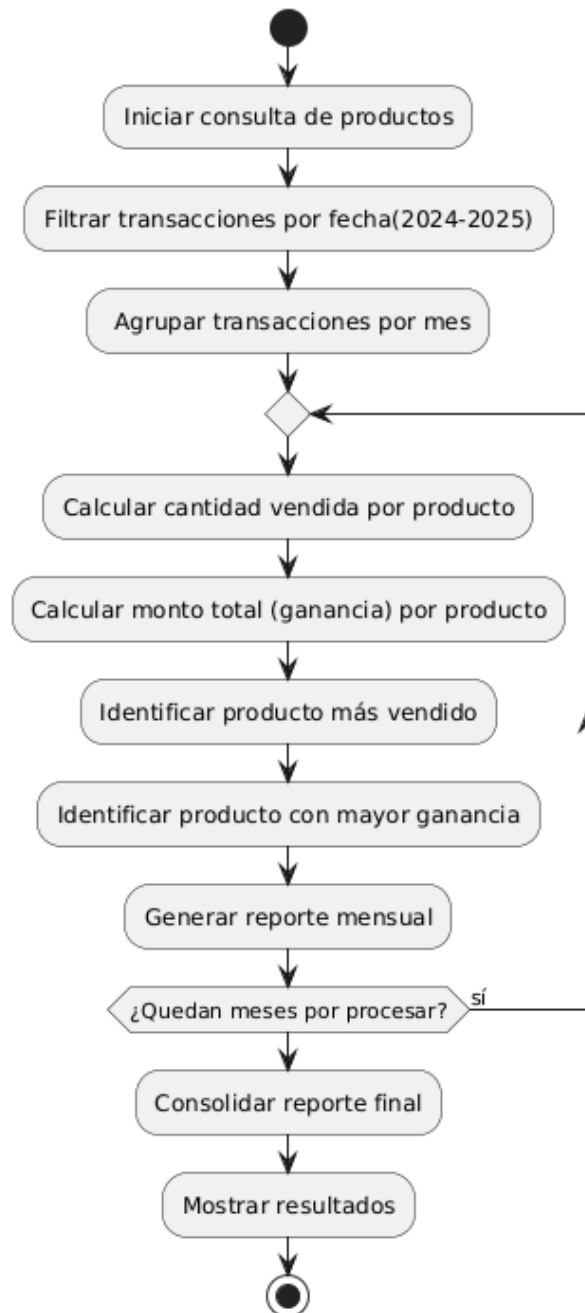 Iniciar consulta de productos
Filtrar transacciones por fecha(2024-2025)
Agrupar transacciones por mes
Calcular cantidad vendida por producto
Calcular monto total (ganancia) por producto
Identificar producto más vendido
Identificar producto con mayor ganancia
Generar reporte mensual
¿Quedan meses por procesar?
sí
Consolidar reporte final
Mostrar resultados